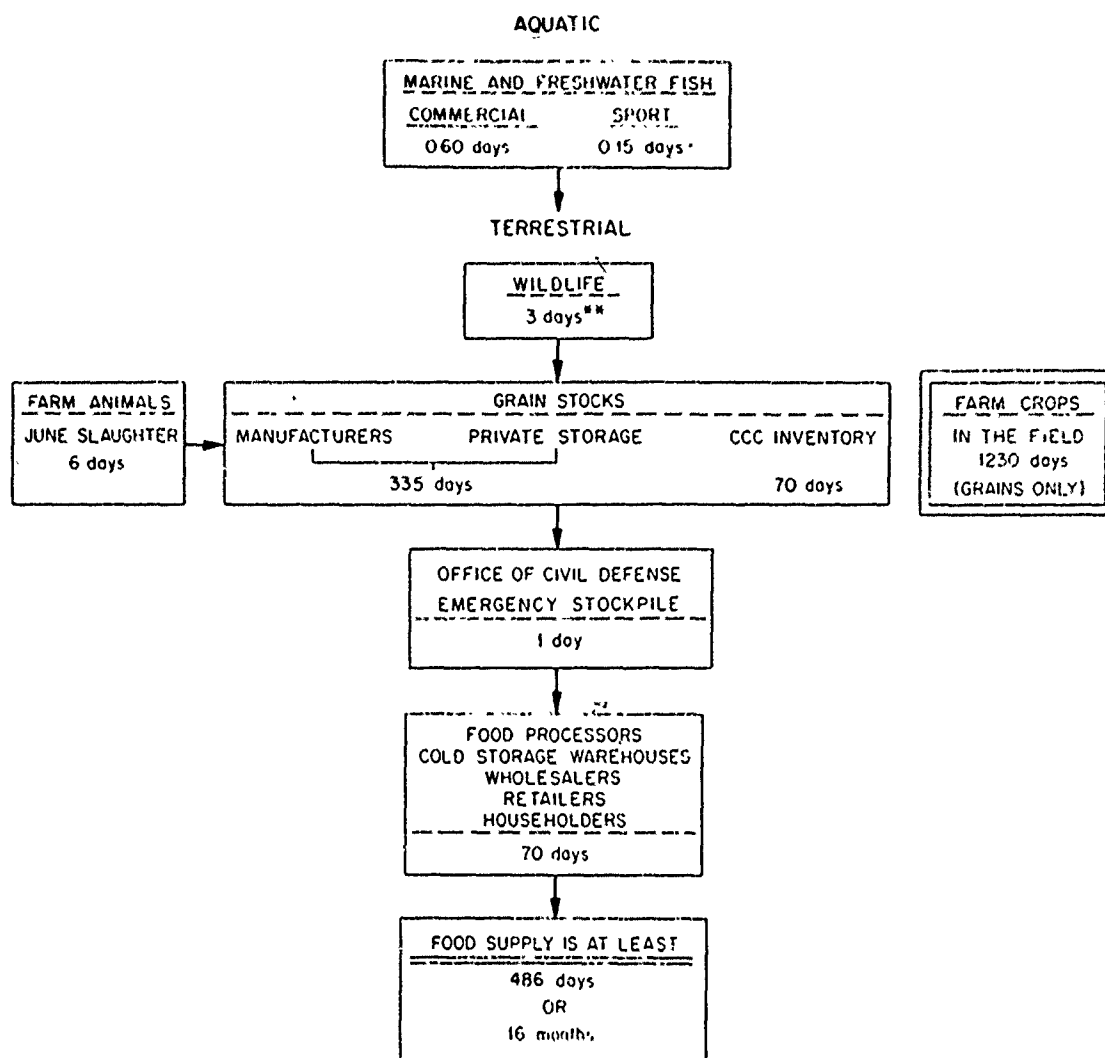 AQUATIC
MARINE AND FRESHWATER FISH
COMMERCIAL SPORT
0.60 days 0.15 days*
TERRESTRIAL
WILDLIFE
3 days**
FARM ANIMALS
JUNE SLAUGHTER
6 days
GRAIN STOCKS
MANUFACTURERS PRIVATE STORAGE CCC INVENTORY
335 days 70 days
FARM CROPS
IN THE FIELD
1230 days
(GRAINS ONLY)
OFFICE OF CIVIL DEFENSE
EMERGENCY STOCKPILE
1 day
FOOD PROCESSORS
COLD STORAGE WAREHOUSES
WHOLESALERS
RETAILERS
HOUSEHOLDERS
70 days
FOOD SUPPLY IS AT LEAST
486 days
OR
16 months